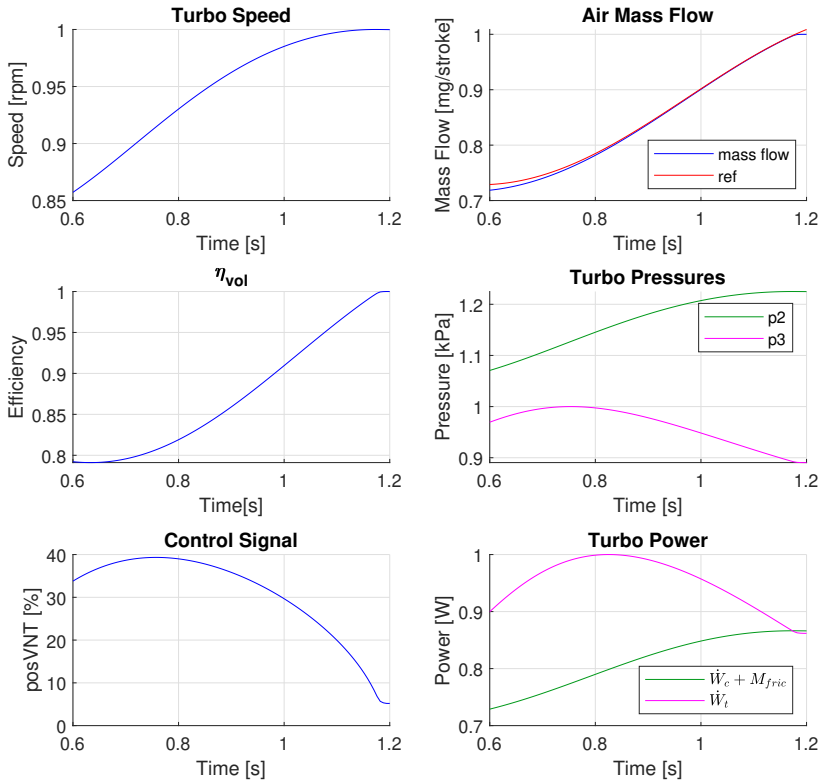 Turbo Speed
1
0.95
0.9
0.85
Speed [rpm]
0.6 0.8 1 1.2
Time [s]
Air Mass Flow
1
0.9
0.8
0.7
Mass Flow [mg/stroke]
mass flow
ref
0.6 0.8 1 1.2
Time [s]
η_vol
1
0.95
0.9
0.85
0.8
Efficiency
0.6 0.8 1 1.2
Time[s]
Turbo Pressures
1.2
1.1
1
0.9
Pressure [kPa]
p2
p3
0.6 0.8 1 1.2
Time [s]
Control Signal
40
30
20
10
0
posVNT [%]
0.6 0.8 1 1.2
Time [s]
Turbo Power
1
0.9
0.8
0.7
Power [W]
Ẇ_c + M_fric
Ẇ_t
0.6 0.8 1 1.2
Time [s]